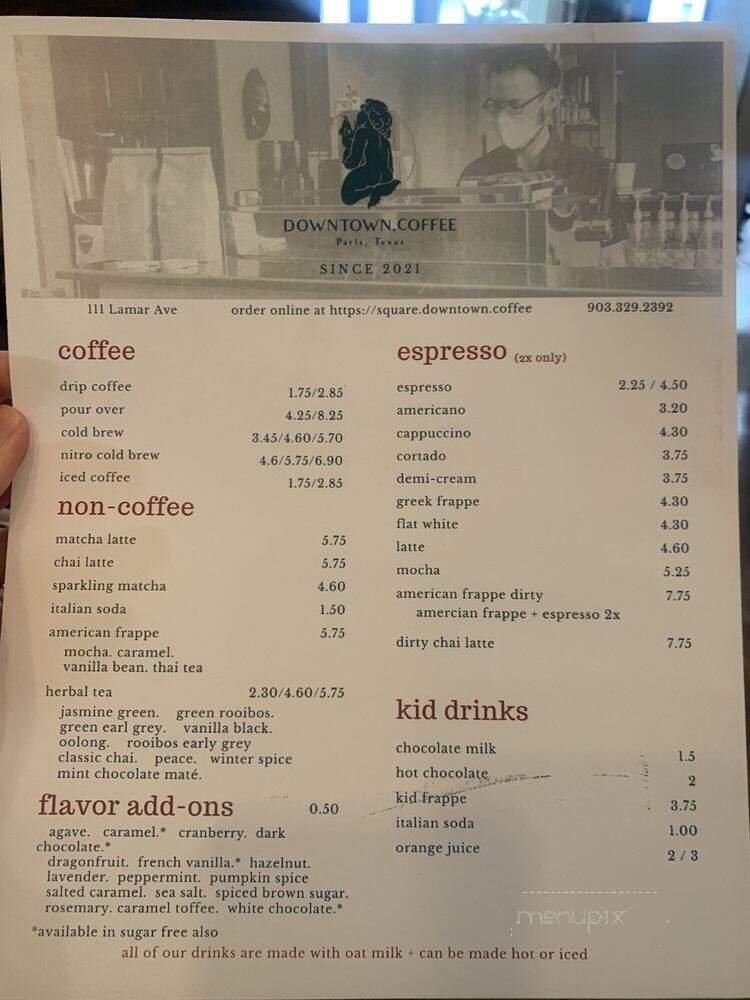 DOWNTOWN.COFFEE
Paris, Texas
SINCE 2021
111 Lamar Ave order online at https://square.downtown.coffee 903.329.2392
coffee
drip coffee 1.75/2.85
pour over 4.25/8.25
cold brew 3.45/4.60/5.70
nitro cold brew 4.6/5.75/6.90
iced coffee 1.75/2.85
non-coffee
matcha latte 5.75
chai latte 5.75
sparkling matcha 4.60
italian soda 1.50
american frappe 5.75
mocha. caramel.
vanilla bean. thai tea
herbal tea 2.30/4.60/5.75
jasmine green. green rooibos.
green earl grey. vanilla black.
oolong. rooibos early grey
classic chai. peace. winter spice
mint chocolate maté.
flavor add-ons 0.50
agave. caramel.* cranberry. dark
chocolate.*
dragonfruit. french vanilla.* hazelnut.
lavender. peppermint. pumpkin spice
salted caramel. sea salt. spiced brown sugar.
rosemary. caramel toffee. white chocolate.*
*available in sugar free also
espresso (2x only)
espresso 2.25 / 4.50
americano 3.20
cappuccino 4.30
cortado 3.75
demi-cream 3.75
greek frappe 4.30
flat white 4.30
latte 4.60
mocha 5.25
american frappe dirty 7.75
amercian frappe + espresso 2x
dirty chai latte 7.75
kid drinks
chocolate milk 1.5
hot chocolate 2
kid frappe 3.75
italian soda 1.00
orange juice 2 / 3
all of our drinks are made with oat milk + can be made hot or iced
menupix